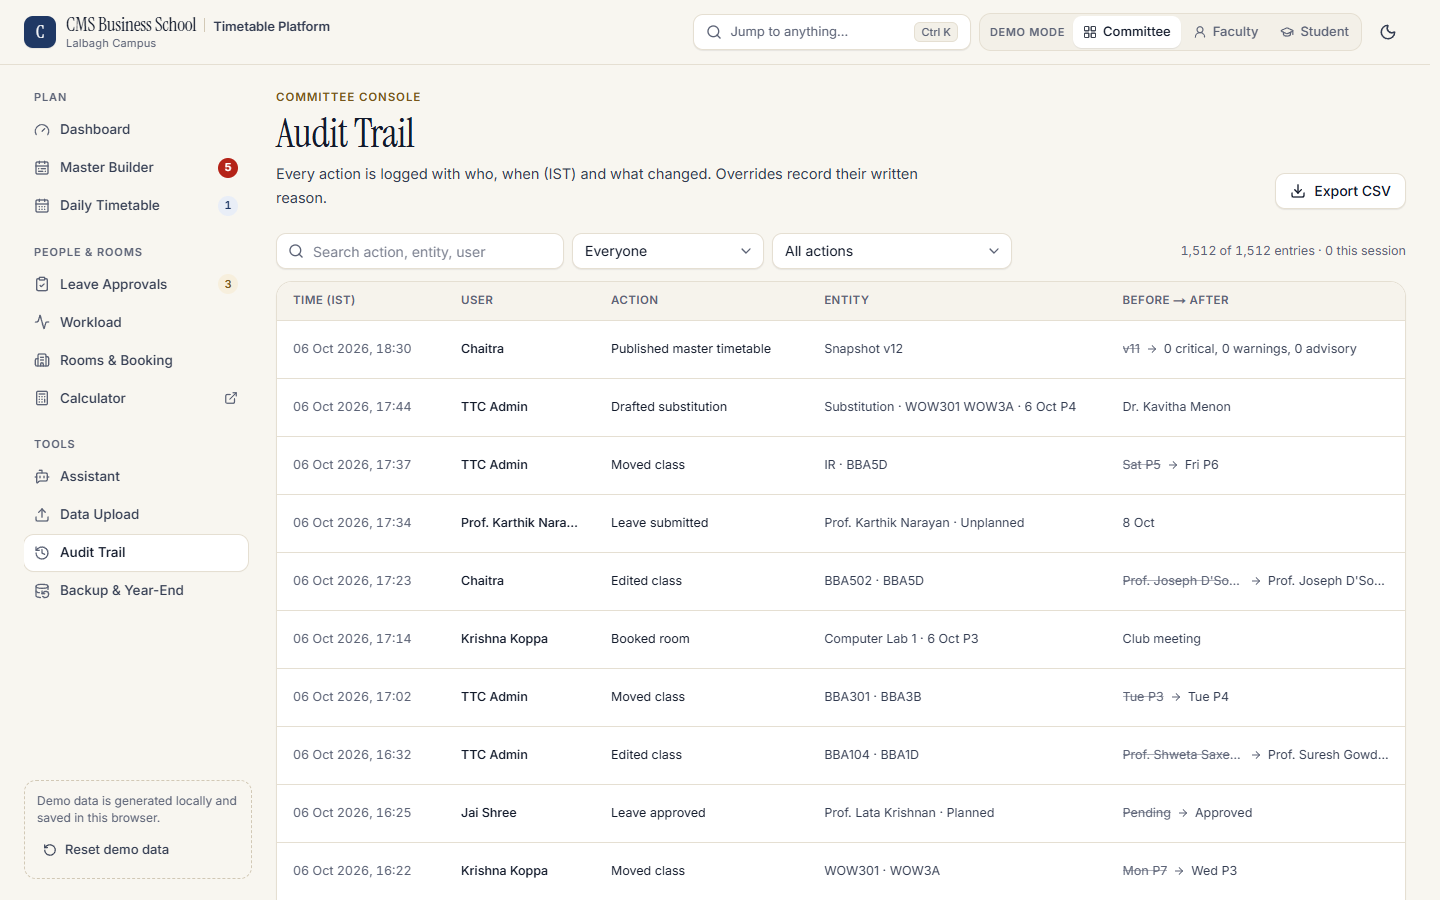 C
CMS Business School
Timetable Platform
Lalbagh Campus
Jump to anything...
Ctrl K
DEMO MODE
Committee
Faculty
Student
PLAN
Dashboard
Master Builder
5
Daily Timetable
1
PEOPLE & ROOMS
Leave Approvals
3
Workload
Rooms & Booking
Calculator
TOOLS
Assistant
Data Upload
Audit Trail
Backup & Year-End
Demo data is generated locally and
saved in this browser.
Reset demo data
COMMITTEE CONSOLE
Audit Trail
Every action is logged with who, when (IST) and what changed. Overrides record their written
reason.
Export CSV
Search action, entity, user
Everyone
All actions
1,512 of 1,512 entries · 0 this session
TIME (IST) USER ACTION ENTITY BEFORE → AFTER
06 Oct 2026, 18:30 Chaitra Published master timetable Snapshot v12 v11 → 0 critical, 0 warnings, 0 advisory
06 Oct 2026, 17:44 TTC Admin Drafted substitution Substitution · WOW301 WOW3A · 6 Oct P4 Dr. Kavitha Menon
06 Oct 2026, 17:37 TTC Admin Moved class IR · BBA5D Sat P5 → Fri P6
06 Oct 2026, 17:34 Prof. Karthik Nara... Leave submitted Prof. Karthik Narayan · Unplanned 8 Oct
06 Oct 2026, 17:23 Chaitra Edited class BBA502 · BBA5D Prof. Joseph D'So... → Prof. Joseph D'So...
06 Oct 2026, 17:14 Krishna Koppa Booked room Computer Lab 1 · 6 Oct P3 Club meeting
06 Oct 2026, 17:02 TTC Admin Moved class BBA301 · BBA3B Tue P3 → Tue P4
06 Oct 2026, 16:32 TTC Admin Edited class BBA104 · BBA1D Prof. Shweta Saxe... → Prof. Suresh Gowd...
06 Oct 2026, 16:25 Jai Shree Leave approved Prof. Lata Krishnan · Planned Pending → Approved
06 Oct 2026, 16:22 Krishna Koppa Moved class WOW301 · WOW3A Mon P7 → Wed P3